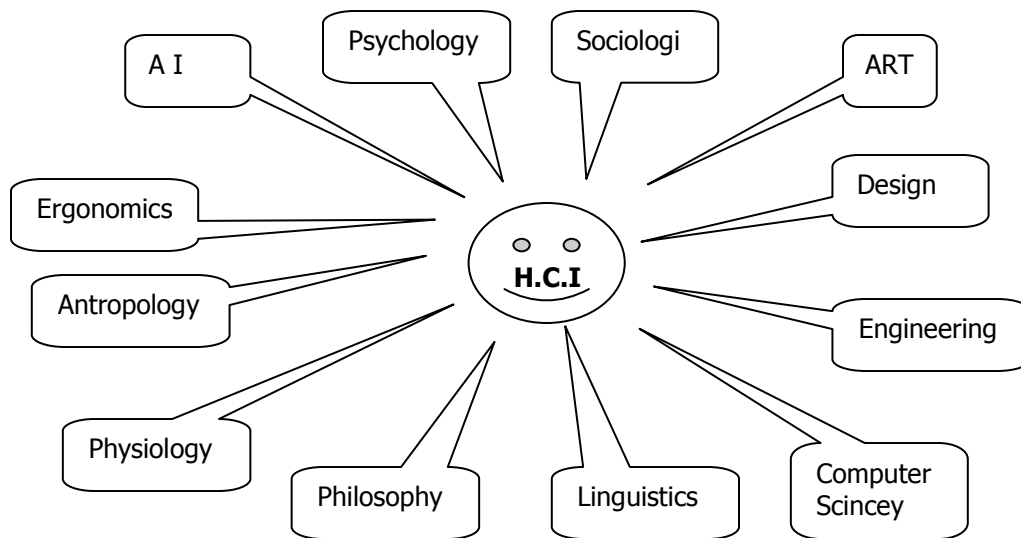 A I
Psychology
Sociologi
ART
Ergonomics
Design
H.C.I
Antropology
Engineering
Physiology
Philosophy
Linguistics
Computer
Scincey